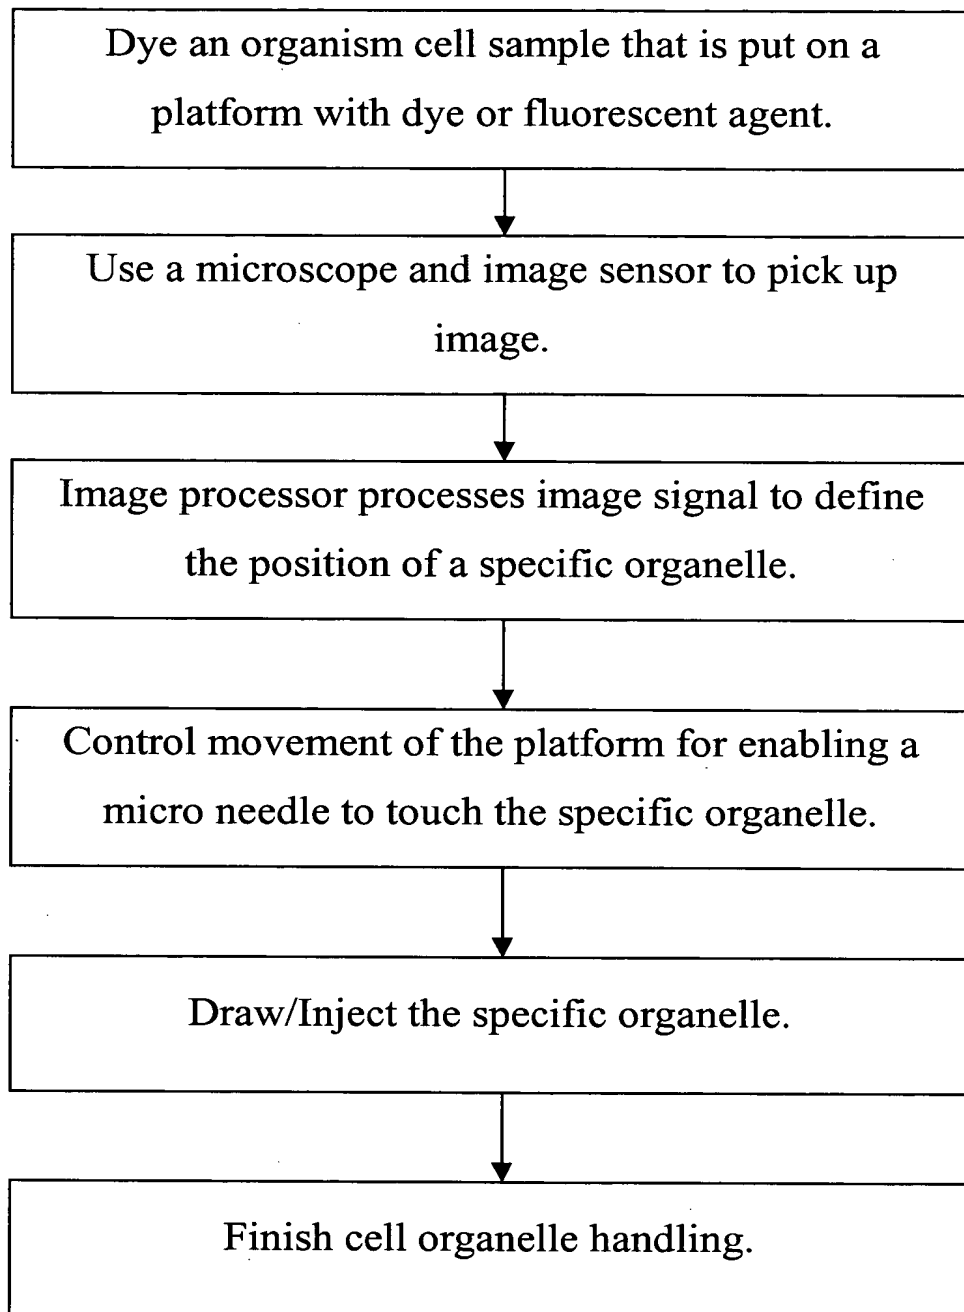 Dye an organism cell sample that is put on a
platform with dye or fluorescent agent.
Use a microscope and image sensor to pick up
image.
Image processor processes image signal to define
the position of a specific organelle.
Control movement of the platform for enabling a
micro needle to touch the specific organelle.
Draw/Inject the specific organelle.
Finish cell organelle handling.